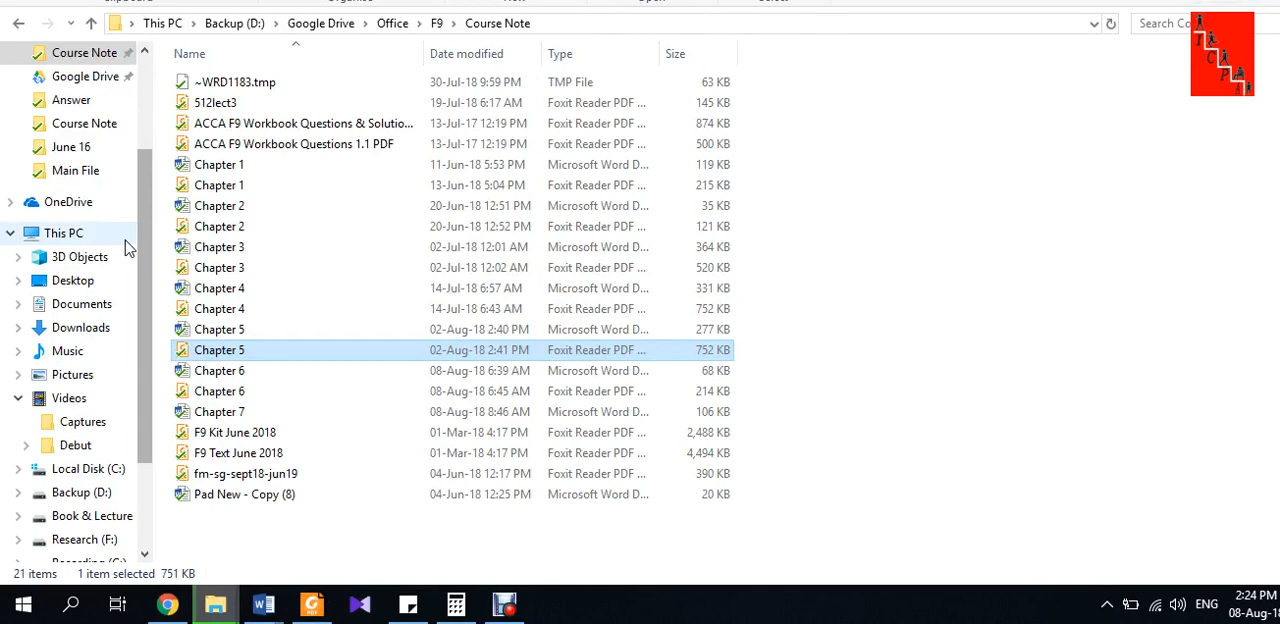 This PC > Backup (D:) > Google Drive > Office > F9 > Course Note
Search Co
I C P A
Name Date modified Type Size
Course Note
Google Drive
Answer
Course Note
June 16
Main File
OneDrive
This PC
3D Objects
Desktop
Documents
Downloads
Music
Pictures
Videos
Captures
Debut
Local Disk (C:)
Backup (D:)
Book & Lecture
Research (F:)
~WRD1183.tmp 30-Jul-18 9:59 PM TMP File 63 KB
512lect3 19-Jul-18 6:17 AM Foxit Reader PDF ... 145 KB
ACCA F9 Workbook Questions & Solutio... 13-Jul-17 12:19 PM Foxit Reader PDF ... 874 KB
ACCA F9 Workbook Questions 1.1 PDF 13-Jul-17 12:19 PM Foxit Reader PDF ... 500 KB
Chapter 1 11-Jun-18 5:53 PM Microsoft Word D... 119 KB
Chapter 1 13-Jun-18 5:04 PM Foxit Reader PDF ... 215 KB
Chapter 2 20-Jun-18 12:51 PM Microsoft Word D... 35 KB
Chapter 2 20-Jun-18 12:52 PM Foxit Reader PDF ... 121 KB
Chapter 3 02-Jul-18 12:01 AM Microsoft Word D... 364 KB
Chapter 3 02-Jul-18 12:02 AM Foxit Reader PDF ... 520 KB
Chapter 4 14-Jul-18 6:57 AM Microsoft Word D... 331 KB
Chapter 4 14-Jul-18 6:43 AM Foxit Reader PDF ... 752 KB
Chapter 5 02-Aug-18 2:40 PM Microsoft Word D... 277 KB
Chapter 5 02-Aug-18 2:41 PM Foxit Reader PDF ... 752 KB
Chapter 6 08-Aug-18 6:39 AM Microsoft Word D... 68 KB
Chapter 6 08-Aug-18 6:45 AM Foxit Reader PDF ... 214 KB
Chapter 7 08-Aug-18 8:46 AM Microsoft Word D... 106 KB
F9 Kit June 2018 01-Mar-18 4:17 PM Foxit Reader PDF ... 2,488 KB
F9 Text June 2018 01-Mar-18 4:17 PM Foxit Reader PDF ... 4,494 KB
fm-sg-sept18-jun19 04-Jun-18 12:17 PM Foxit Reader PDF ... 390 KB
Pad New - Copy (8) 04-Jun-18 12:25 PM Microsoft Word D... 20 KB
21 items 1 item selected 751 KB
ENG
2:24 PM
08-Aug-18